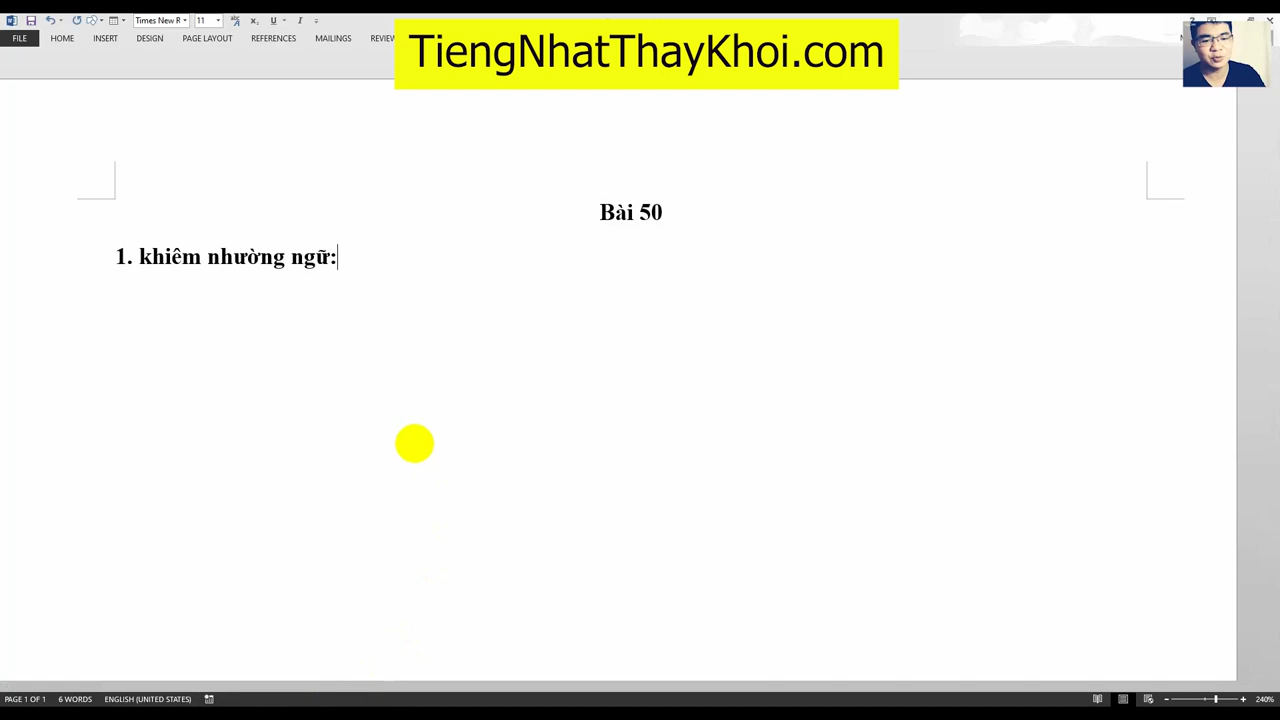 Times New R
11
FILE HOME INSERT DESIGN PAGE LAYOUT REFERENCES MAILINGS REVIEW
TiengNhatThayKhoi.com
Bài 50
1. khiêm nhường ngữ:
PAGE 1 OF 1 6 WORDS ENGLISH (UNITED STATES) 240%